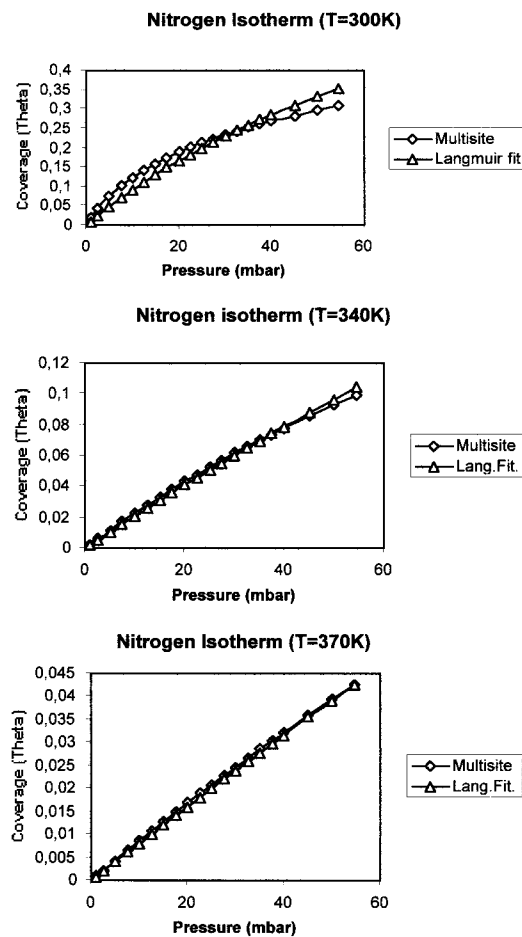 Nitrogen Isotherm (T=300K)
Coverage (Theta)
0,4
0,35
0,3
0,25
0,2
0,15
0,1
0,05
0
0
20
40
60
Pressure (mbar)
Multisite
Langmuir fit
Nitrogen isotherm (T=340K)
Coverage (Theta)
0,12
0,1
0,08
0,06
0,04
0,02
0
0
20
40
60
Pressure (mbar)
Multisite
Lang.Fit.
Nitrogen Isotherm (T=370K)
Coverage (Theta)
0,045
0,04
0,035
0,03
0,025
0,02
0,015
0,01
0,005
0
0
20
40
60
Pressure (mbar)
Multisite
Lang.Fit.